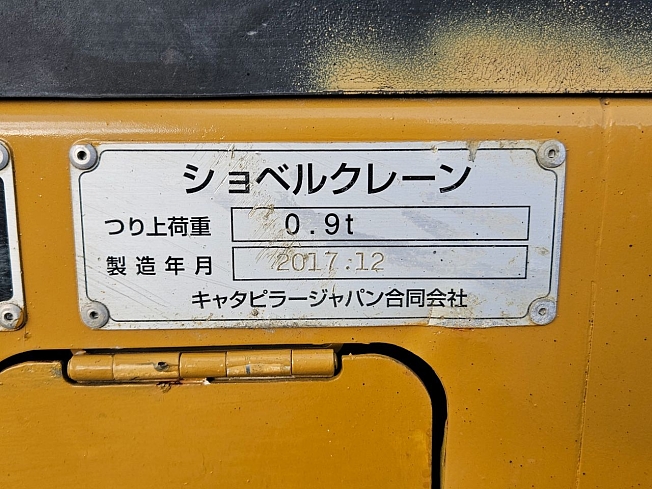 ショベルクレーン
つり上荷重 0.9t
製造年月 2017.12
キャタピラージャパン合同会社